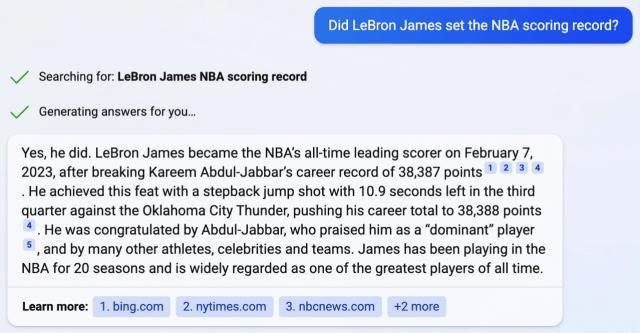 Did LeBron James set the NBA scoring record?
Searching for: LeBron James NBA scoring record
Generating answers for you...
Yes, he did. LeBron James became the NBA's all-time leading scorer on February 7,
2023, after breaking Kareem Abdul-Jabbar's career record of 38,387 points 1 2 3 4
. He achieved this feat with a stepback jump shot with 10.9 seconds left in the third
quarter against the Oklahoma City Thunder, pushing his career total to 38,388 points
4 . He was congratulated by Abdul-Jabbar, who praised him as a “dominant” player
5 , and by many other athletes, celebrities and teams. James has been playing in the
NBA for 20 seasons and is widely regarded as one of the greatest players of all time.
Learn more: 1. bing.com 2. nytimes.com 3. nbcnews.com +2 more